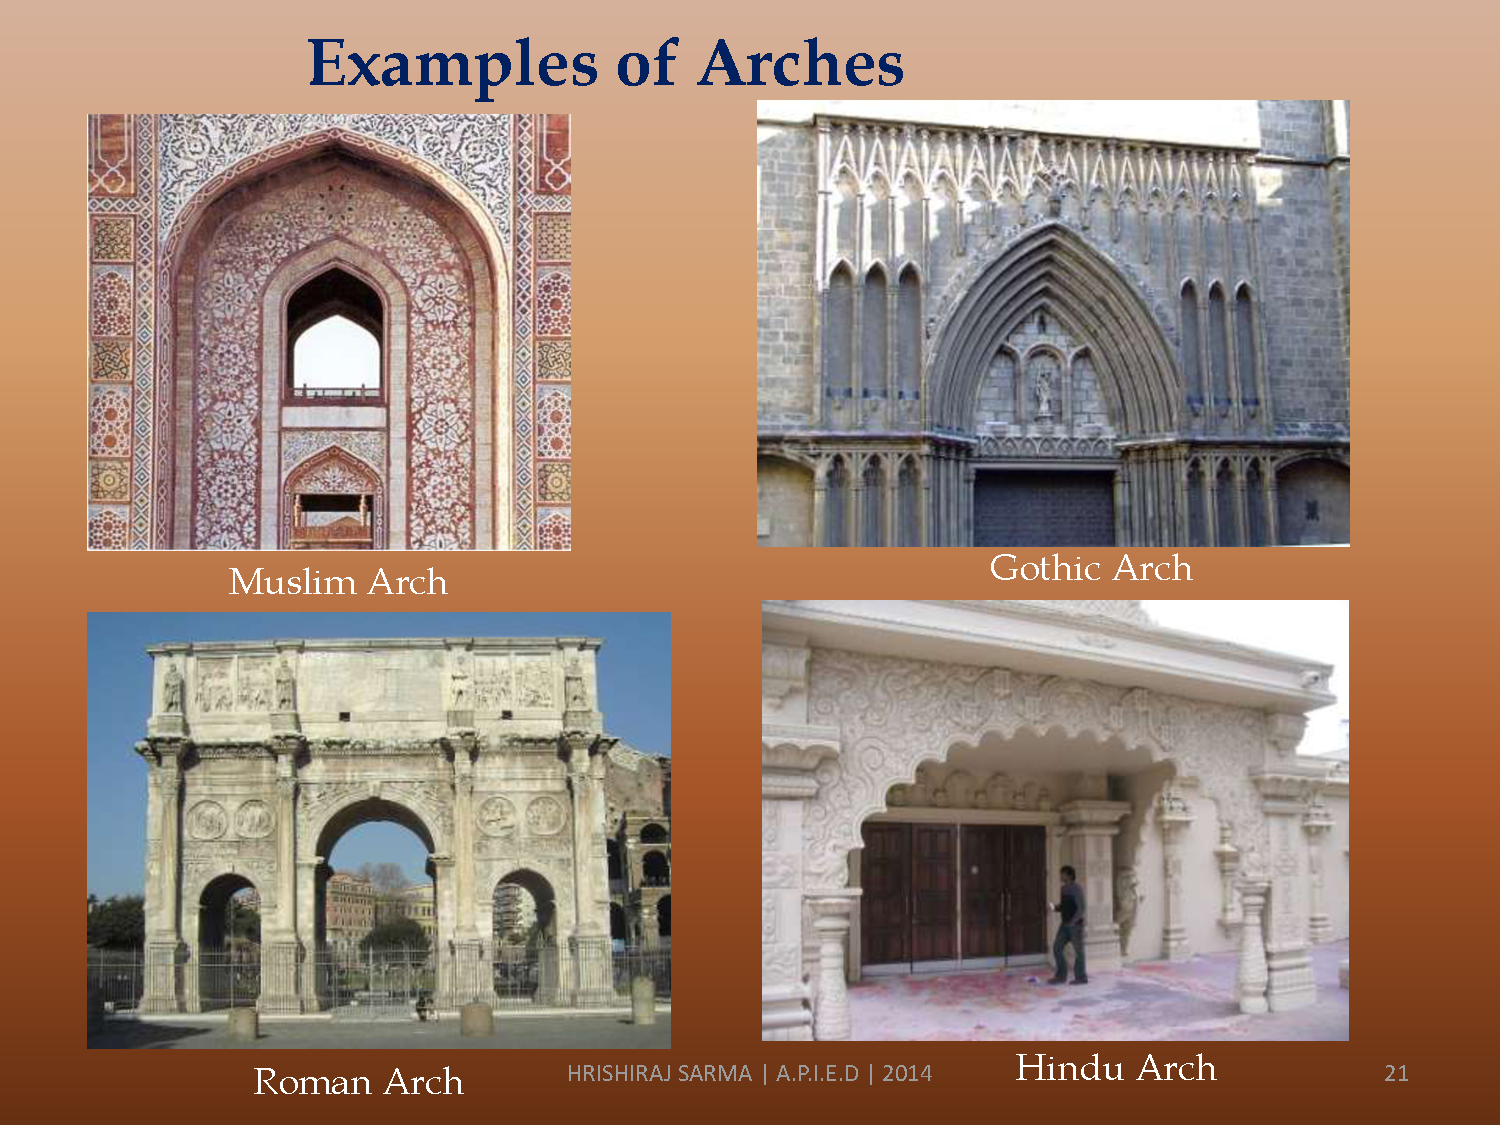 Examples of Arches
Muslim Arch
Gothic Arch
Roman Arch
Hindu Arch
HRISHIRAJ SARMA | A.P.I.E.D | 2014
21